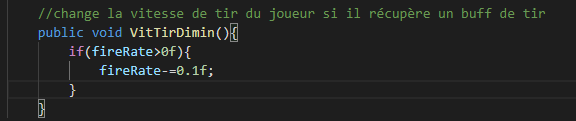 //change la vitesse de tir du joueur si il récupère un buff de tir
public void VitTirDimin(){
if(fireRate>0f){
fireRate-=0.1f;
}
}